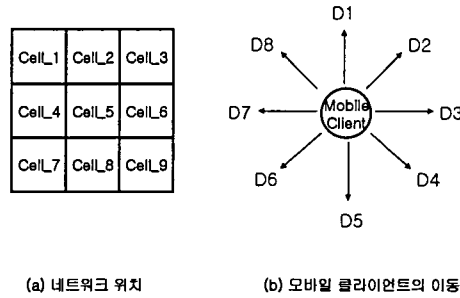 Cell_1 Cell_2 Cell_3
Cell_4 Cell_5 Cell_6
Cell_7 Cell_8 Cell_9
(a) 네트워크 위치
D1
D8
D2
D7
Mobile
Client
D3
D6
D4
D5
(b) 모바일 클라이언트의 이동